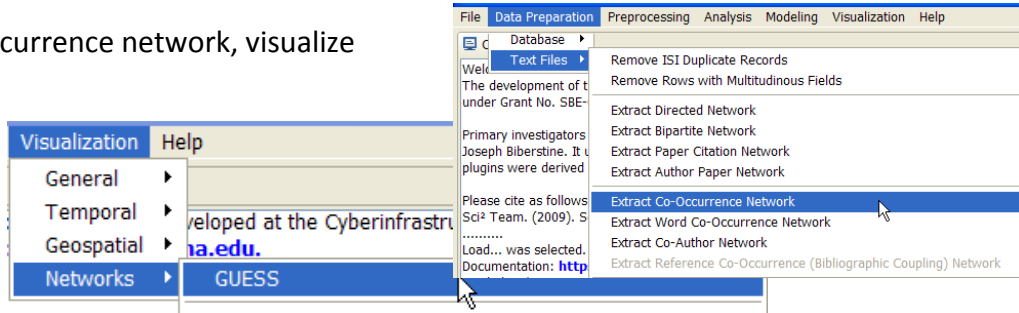 currence network, visualize
File Data Preparation Preprocessing Analysis Modeling Visualization Help
Database
Text Files
Remove ISI Duplicate Records
Remove Rows with Multitudinous Fields
Extract Directed Network
Extract Bipartite Network
Extract Paper Citation Network
Extract Author Paper Network
Extract Co-Occurrence Network
Extract Word Co-Occurrence Network
Extract Co-Author Network
Extract Reference Co-Occurrence (Bibliographic Coupling) Network
The development of t
under Grant No. SBE-
Primary investigators
Joseph Biberstine. It u
plugins were derived
Please cite as follows
Sci² Team. (2009). S
..........
Load... was selected.
Documentation: http
Visualization Help
General
Temporal
Geospatial
Networks
GUESS
veloped at the Cyberinfrastru
na.edu.